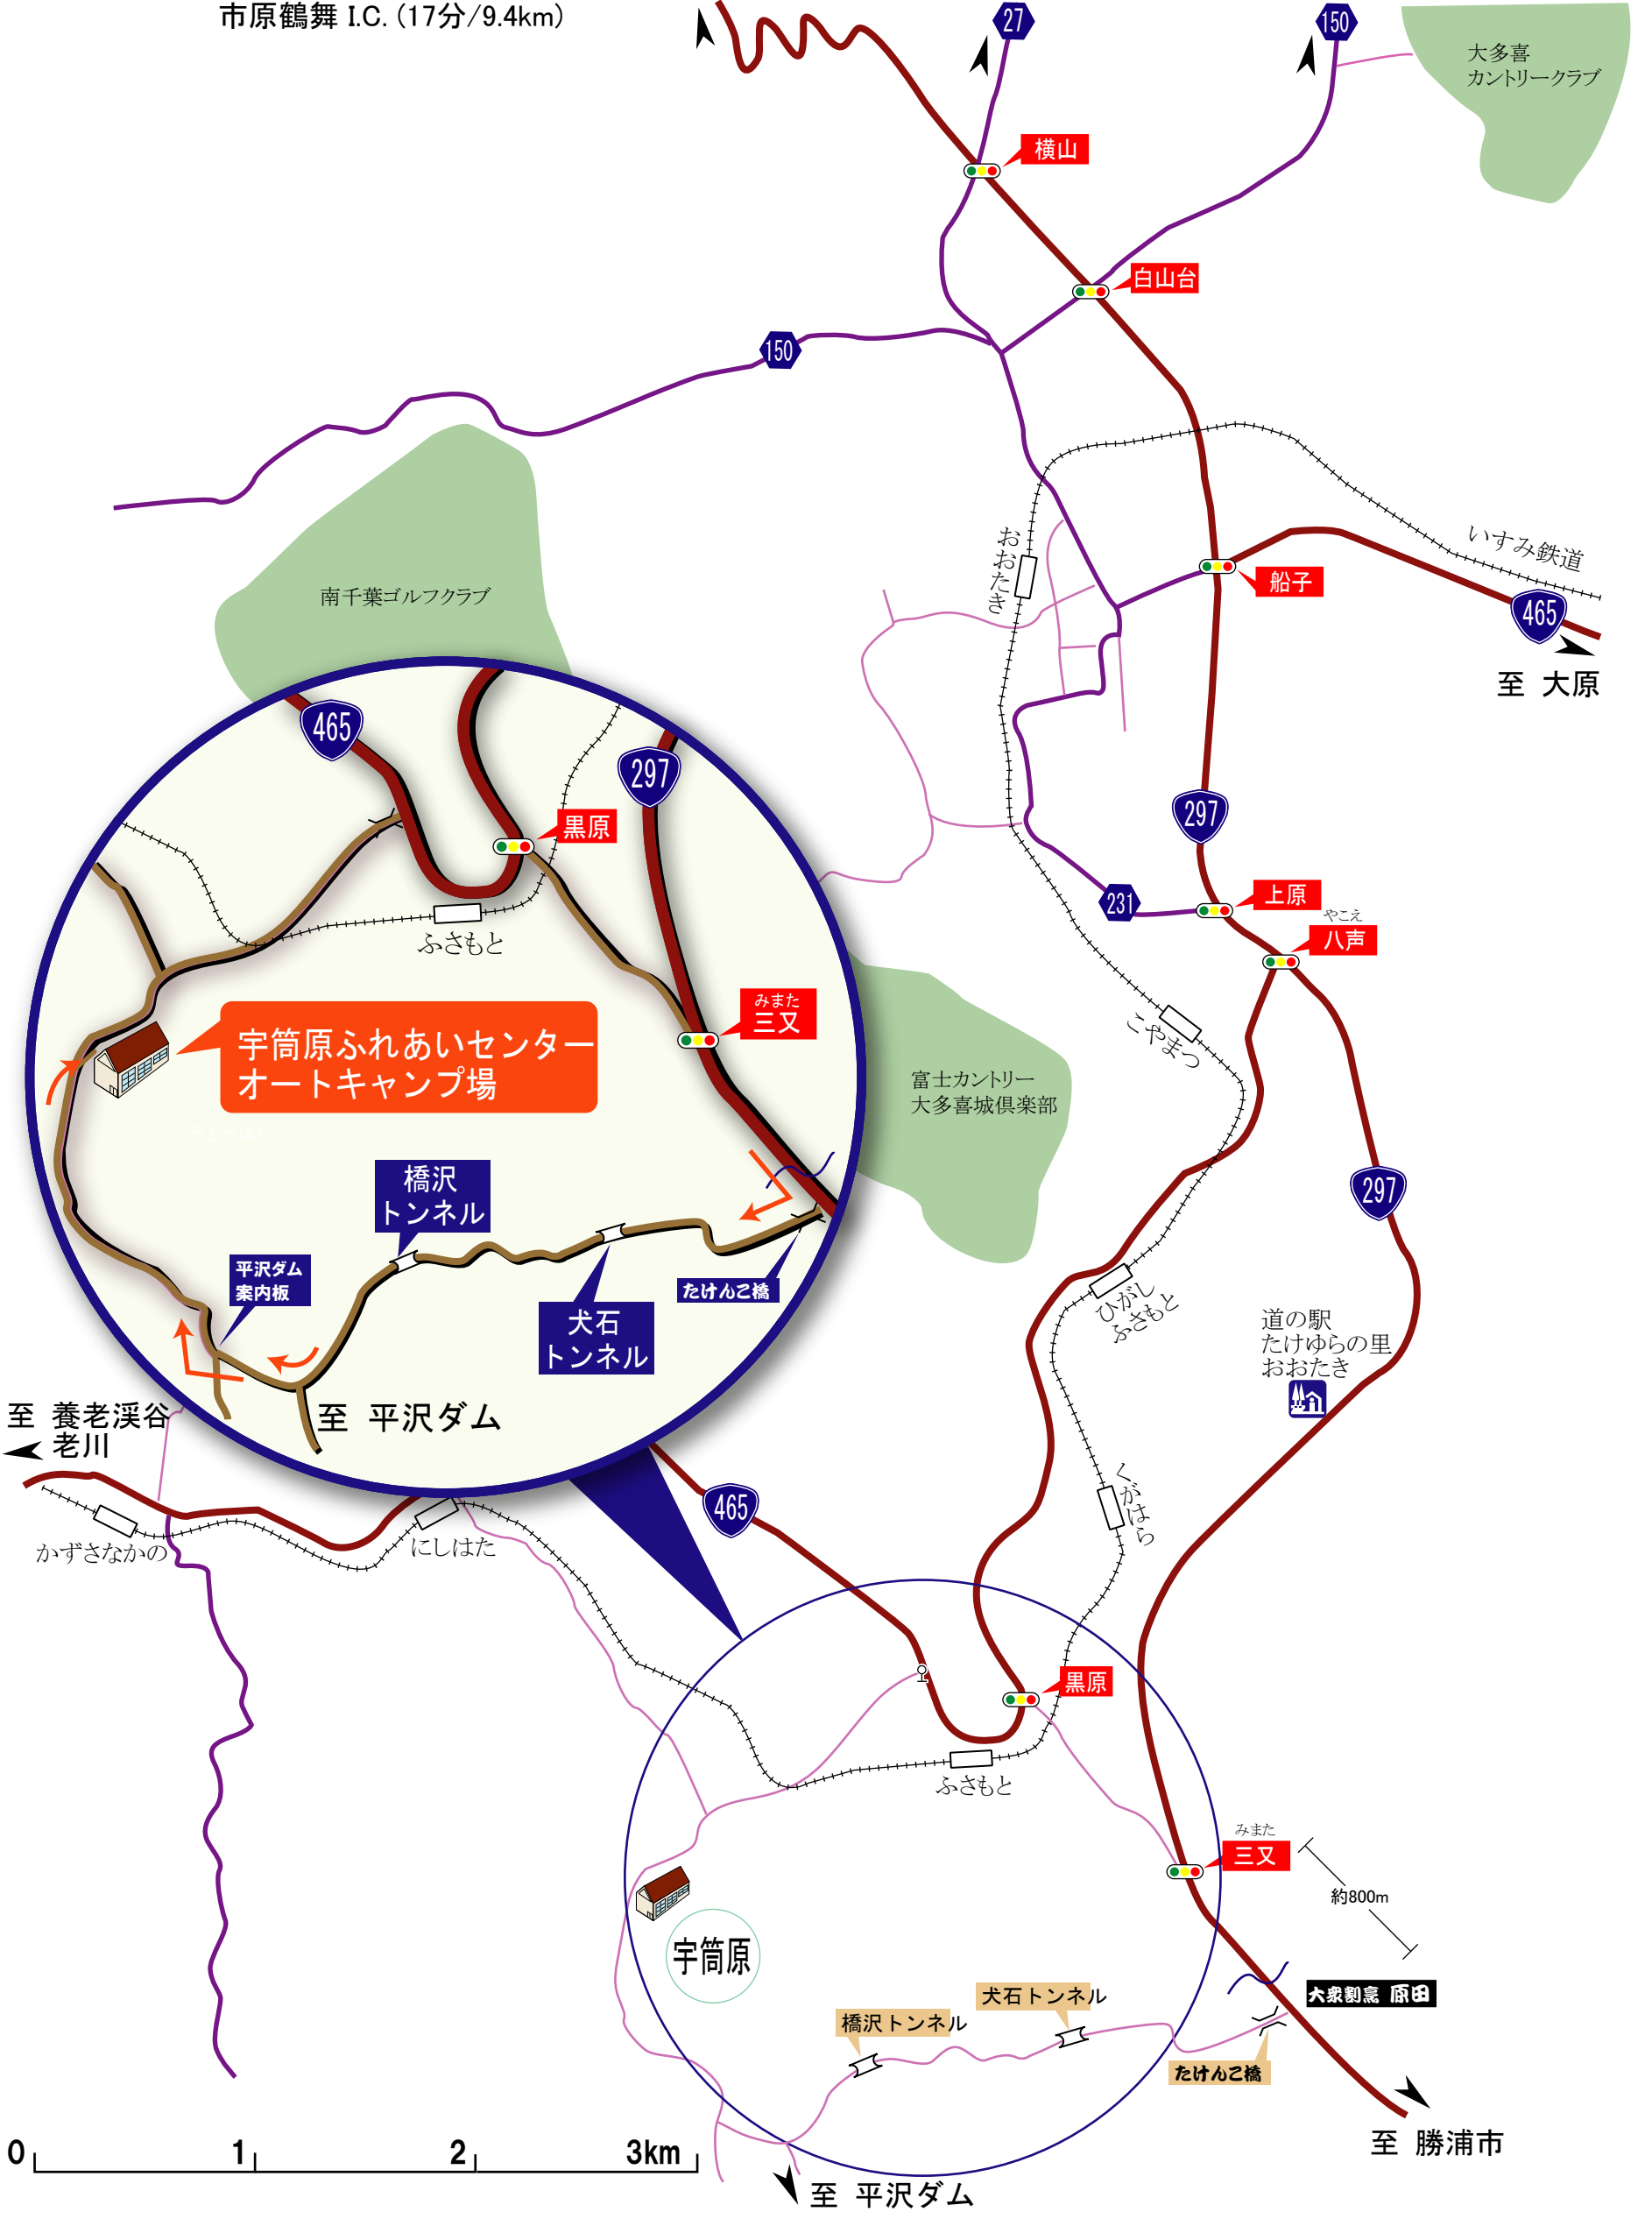 市原鶴舞 I.C. (17分/9.4km)
27
150
大多喜
カントリークラブ
横山
白山台
150
いすみ鉄道
おおたき
船子
465
至 大原
南千葉ゴルフクラブ
465
297
297
黒原
ふさもと
231
上原
やこえ
八声
みまた
三又
こやまつ
宇筒原ふれあいセンター
オートキャンプ場
富士カントリー
大多喜城倶楽部
橋沢
トンネル
297
平沢ダム
案内板
たけんこ橋
犬石
トンネル
ひがし
ふさもと
道の駅
たけゆらの里
おおたき
至 養老渓谷
老川
至 平沢ダム
465
くがはら
かずさなかの
にしはた
黒原
ふさもと
みまた
三又
約800m
宇筒原
犬石トンネル
大衆割烹 原田
橋沢トンネル
たけんこ橋
至 勝浦市
0 1 2 3km
至 平沢ダム